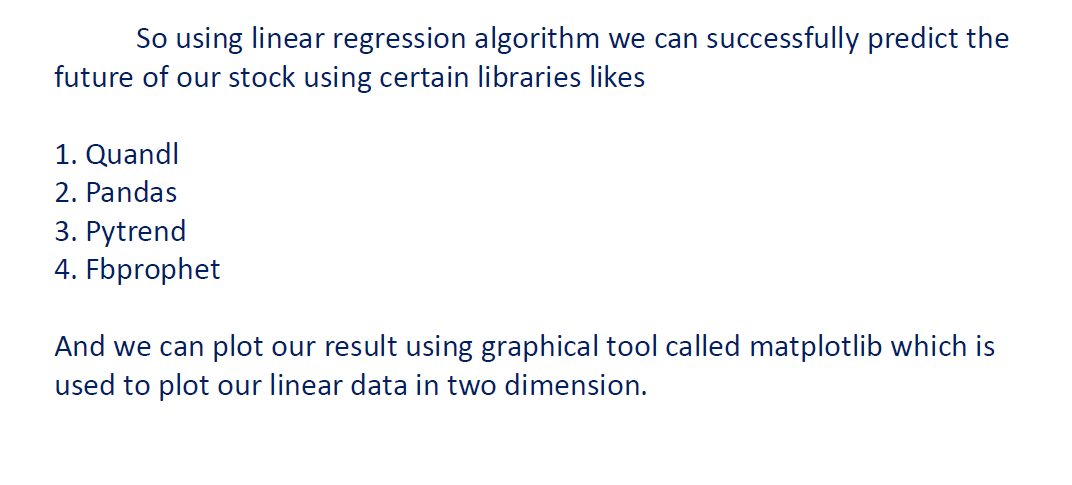 So using linear regression algorithm we can successfully predict the
future of our stock using certain libraries likes
1. Quandl
2. Pandas
3. Pytrend
4. Fbprophet
And we can plot our result using graphical tool called matplotlib which is
used to plot our linear data in two dimension.